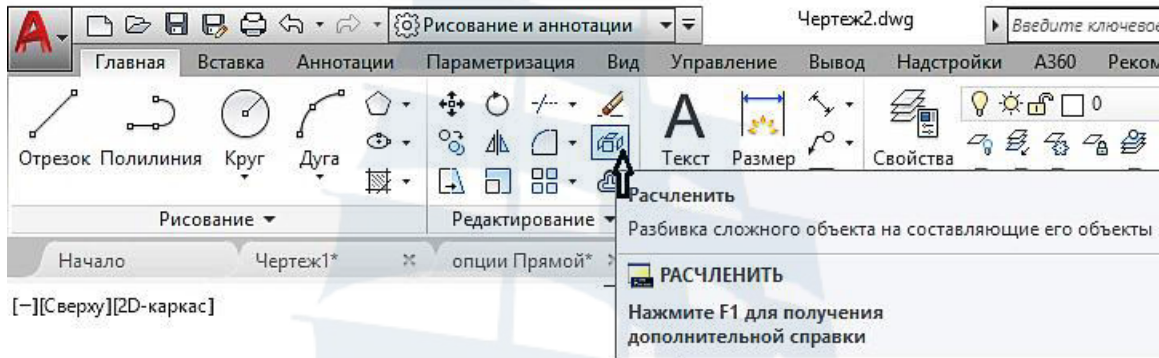 Рисование и аннотации Чертеж2.dwg Введите ключевое
Главная Вставка Аннотации Параметризация Вид Управление Вывод Надстройки A360 Реком
Отрезок Полилиния Круг Дуга Текст Размер Свойства 0
Рисование Редактирование
Расчленить
Разбивка сложного объекта на составляющие его объекты
Начало Чертеж1* опции Прямой*
РАСЧЛЕНИТЬ
[−][Сверху][2D-каркас]
Нажмите F1 для получения
дополнительной справки